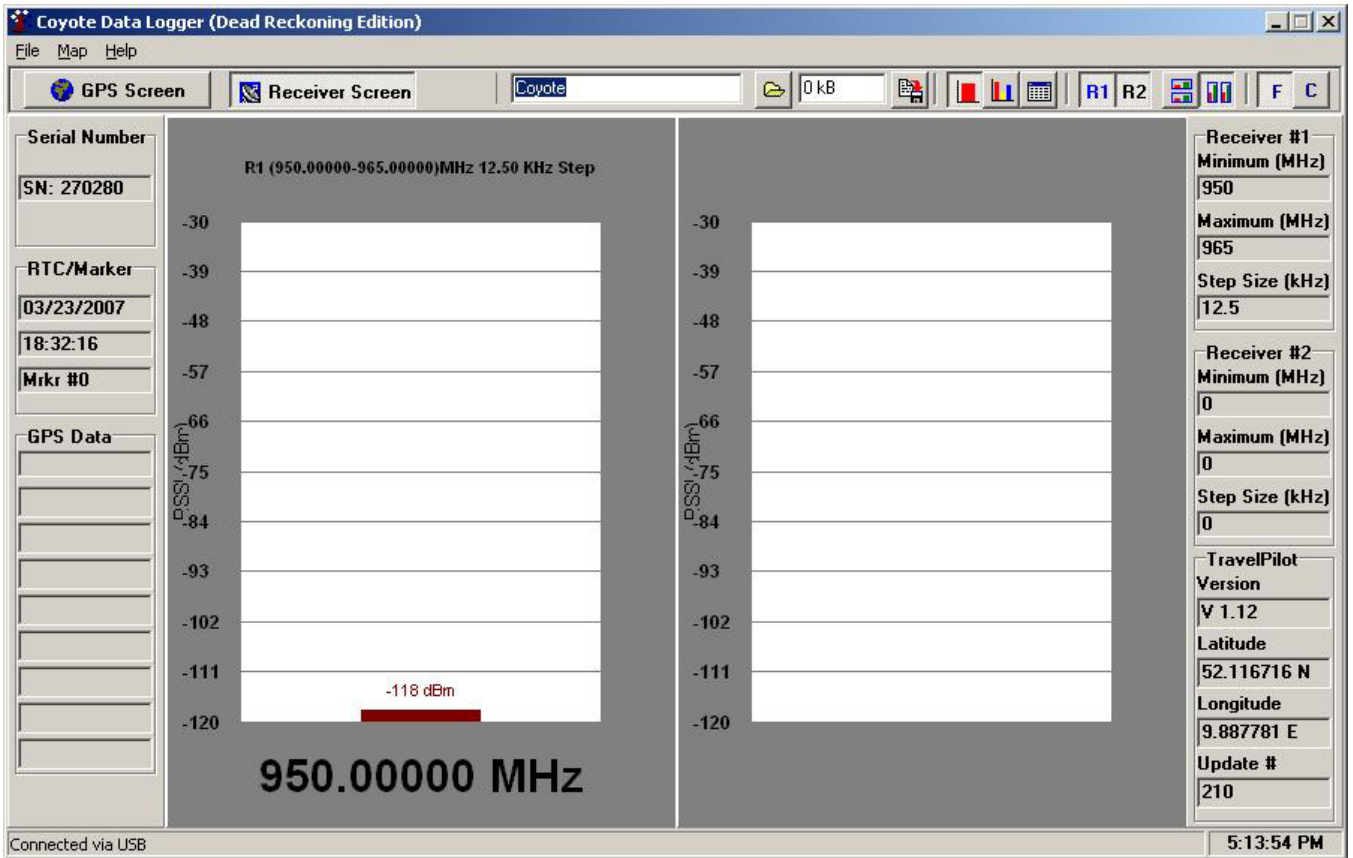 Coyote Data Logger (Dead Reckoning Edition)
File Map Help
GPS Screen Receiver Screen Coyote 0 kB R1 R2 F C
Serial Number
SN: 270280
RTC/Marker
03/23/2007
18:32:16
Mrkr #0
GPS Data
R1 (950.00000-965.00000)MHz 12.50 KHz Step
-30
-39
-48
-57
-66
-75
-84
-93
-102
-111
-120
RSSI (dBm)
-118 dBm
950.00000 MHz
-30
-39
-48
-57
-66
-75
-84
-93
-102
-111
-120
RSSI (dBm)
Receiver #1
Minimum (MHz)
950
Maximum (MHz)
965
Step Size (kHz)
12.5
Receiver #2
Minimum (MHz)
0
Maximum (MHz)
0
Step Size (kHz)
0
TravelPilot
Version
V 1.12
Latitude
52.116716 N
Longitude
9.887781 E
Update #
210
Connected via USB
5:13:54 PM